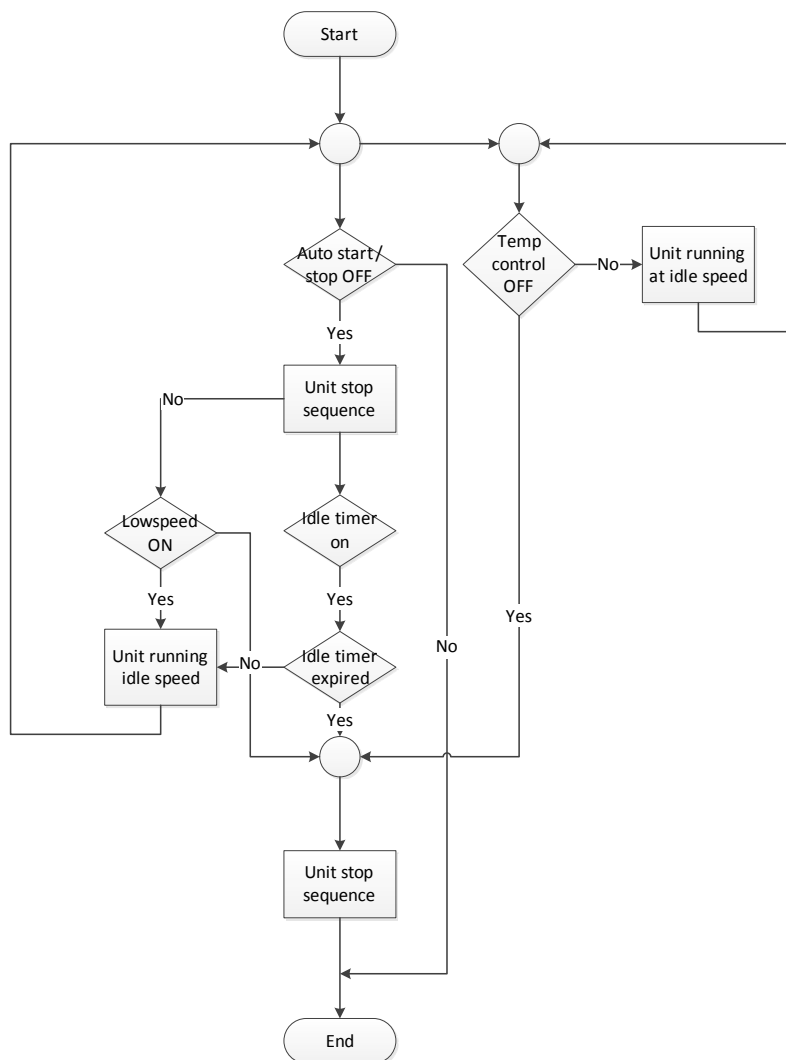 Start
Auto start/
stop OFF
Temp
control
OFF
No
Unit running
at idle speed
Yes
Unit stop
sequence
No
Lowspeed
ON
Idle timer
on
Yes
Yes
Yes
Unit running
idle speed
No
Idle timer
expired
No
Yes
Unit stop
sequence
End